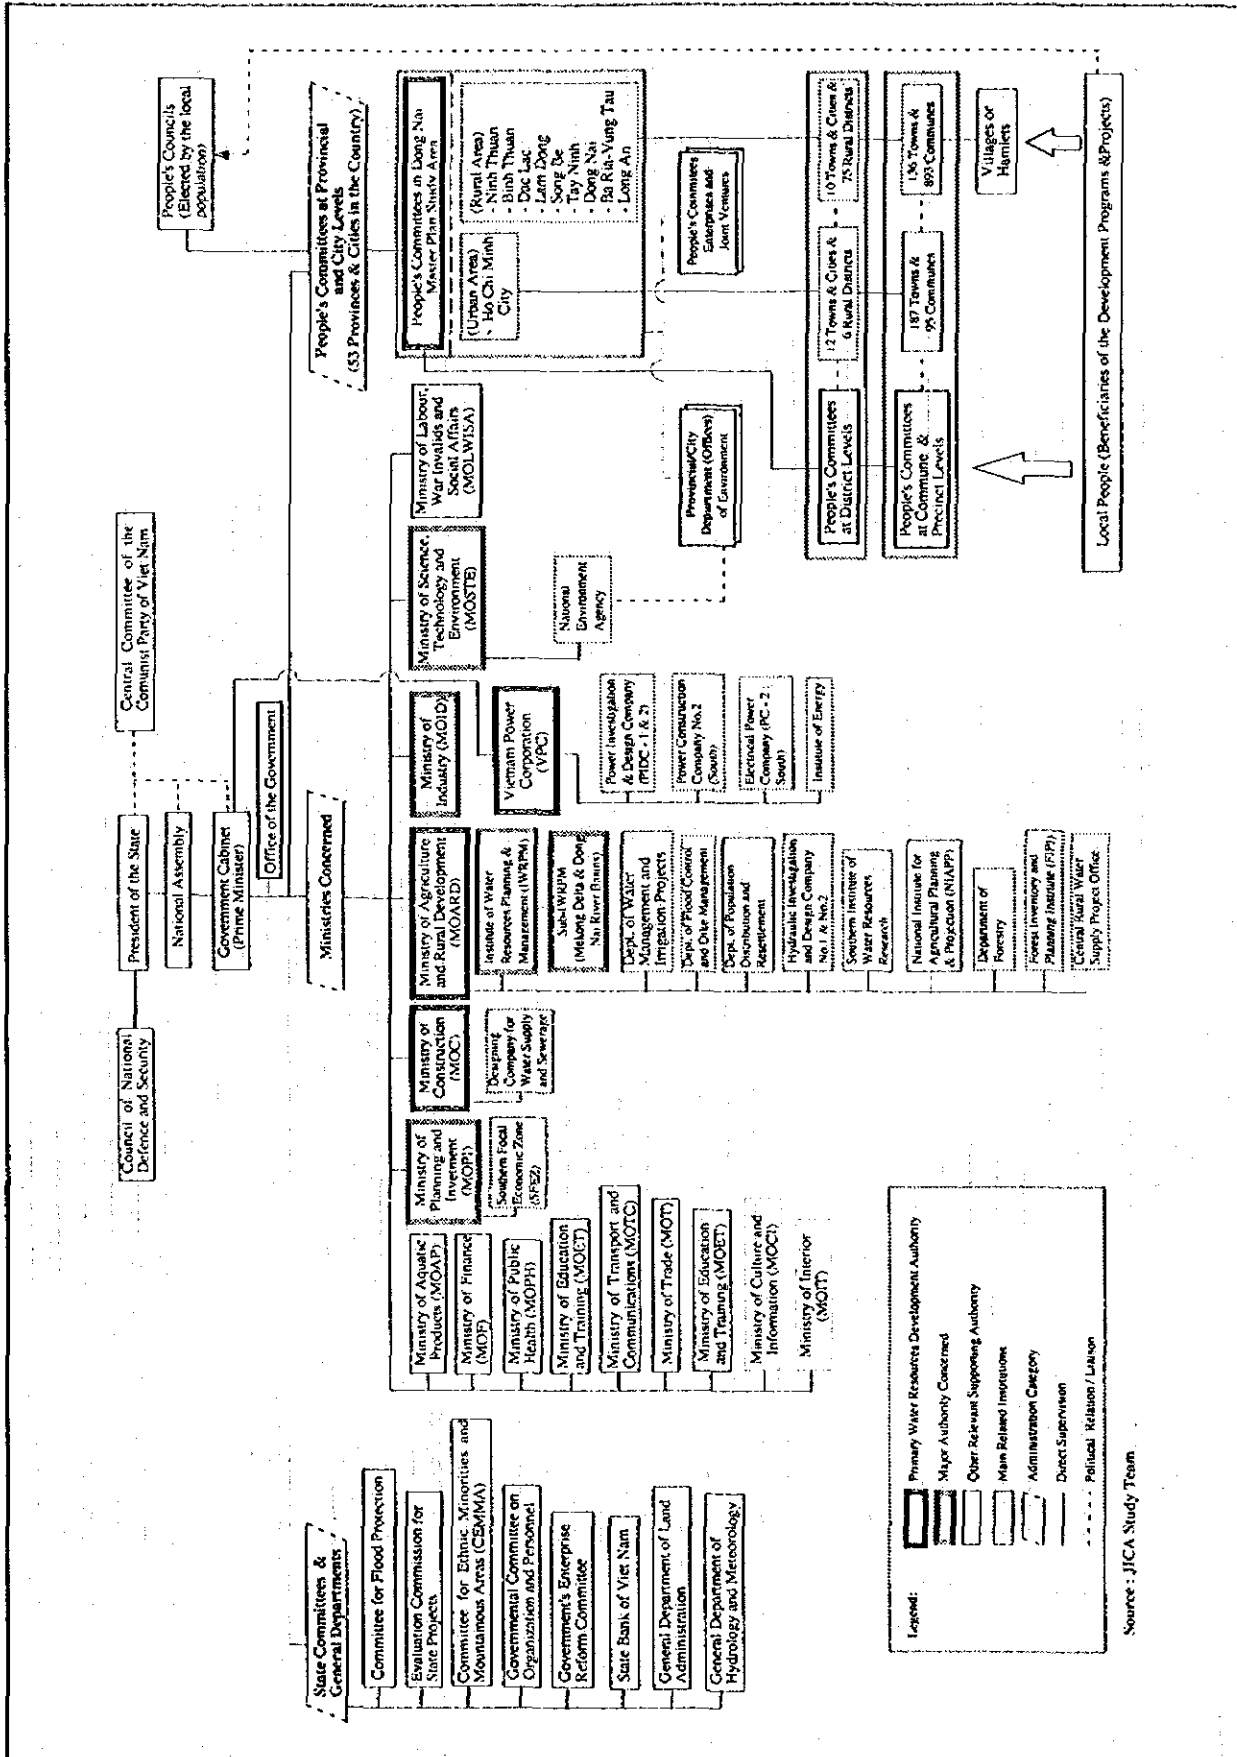 Council of National
Defence and Security
President of the State
Central Committee of the
Comunist Party of Viet Nam
National Assembly
Government Cabinet
(Prime Minister)
Office of the Government
People's Councils
(Elected by the local
population)
State Committees &
General Departments
Ministries Concerned
People's Committees at Provincial
and City Levels
(53 Provinces & Cities in the Country)
Committee for Flood Protection
Evaluation Commission for
State Projects
Committee for Ethnic Minorities and
Mountainous Areas (CEMMA)
Governmental Committee on
Organization and Personnel
Government's Enterprise
Reform Committee
State Bank of Viet Nam
General Department of Land
Administration
General Department of
Hydrology and Meteorology
Ministry of Aquatic
Products (MOAP)
Ministry of Finance
(MOF)
Ministry of Public
Health (MOPH)
Ministry of Education
and Training (MOET)
Ministry of Transport and
Communications (MOTC)
Ministry of Trade (MOT)
Ministry of Education
and Training (MOET)
Ministry of Culture and
Information (MOCI)
Ministry of Interior
(MOIT)
Ministry of
Planning and
Invetment
(MOPI)
Southern Focal
Economic Zone
(SFEZ)
Ministry of
Construction
(MOC)
Designing
Company for
Water Supply
and Sewerage
Ministry of Agriculture
and Rural Development
(MOARD)
Institute of Water
Resources Planning &
Management (IWRPM)
Sub-IWRPM
(Mekong Delta & Dong
Nai River Basins)
Dept. of Water
Management and
Irrigation Projects
Dept. of Flood Control
and Dike Management
Dept. of Population
Distribution and
Resettlement
Hydraulic Investigation
and Design Company
No.1 & No.2
Southern Institute of
Water Resources
Research
National Institute for
Agricultural Planning
& Projection (NIAPP)
Department of
Forestry
Forest Inventory and
Planning Institute (FIPI)
Central Rural Water
Supply Project Office
Ministry of
Industry (MOID)
Vietnam Power
Corporation
(VPC)
Power Investigation
& Design Company
(PIDC - 1 & 2)
Power Construction
Company No.2
(South)
Electrical Power
Company (PC - 2 :
South)
Institute of Energy
Ministry of Science,
Technology and
Environment
(MOSTE)
National
Environment
Agency
Ministry of Labour,
War Invalids and
Social Affairs
(MOLWISA)
Provincial/City
Department (Offices)
of Environment
People's Committees in Dong Nai
Master Plan Study Area
(Urban Area)
- Ho Chi Minh
City
(Rural Area)
- Ninh Thuan
- Binh Thuan
- Dac Lac
- Lam Dong
- Song Be
- Tay Ninh
- Dong Nai
- Ba Ria-Vung Tau
- Long An
People's Committees
Enterprises and
Joint Ventures
People's Committees
at District Levels
12 Towns & Cities &
6 Rural Districts
10 Towns & Cities &
75 Rural Districts
People's Committees
at Commune &
Precinct Levels
187 Towns &
95 Communes
136 Towns &
893 Communes
Villages or
Hamlets
Local People (Beneficiaries of the Development Programs &Projects)
Legend:
Primary Water Resources Development Authority
Major Authority Concerned
Other Relevant Supporting Authority
Main Related Institutions
Administration Category
Direct Supervision
Political Relation / Liaison
Source : JICA Study Team